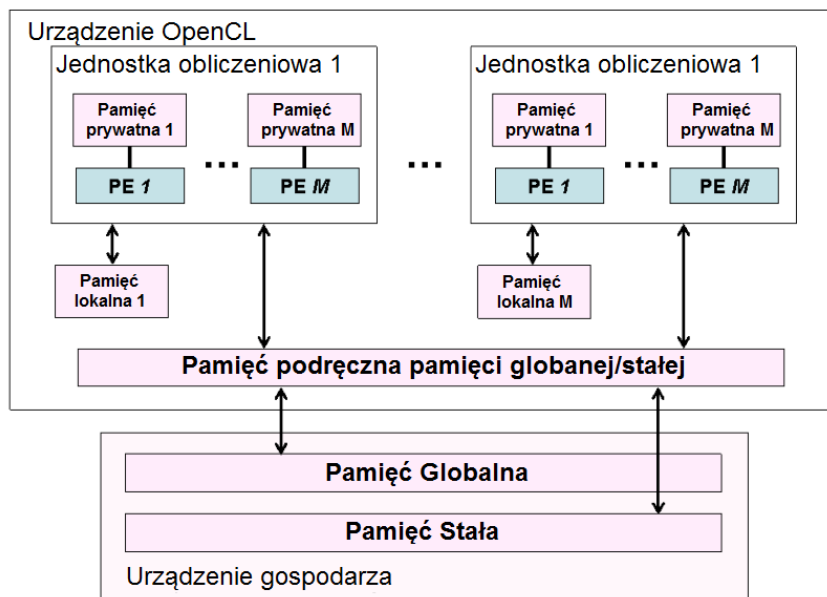 Urządzenie OpenCL
Jednostka obliczeniowa 1
Pamięć
prywatna 1
Pamięć
prywatna M
...
PE 1
PE M
Pamięć
lokalna 1
...
Jednostka obliczeniowa 1
Pamięć
prywatna 1
Pamięć
prywatna M
...
PE 1
PE M
Pamięć
lokalna M
Pamięć podręczna pamięci globanej/stałej
Pamięć Globalna
Pamięć Stała
Urządzenie gospodarza